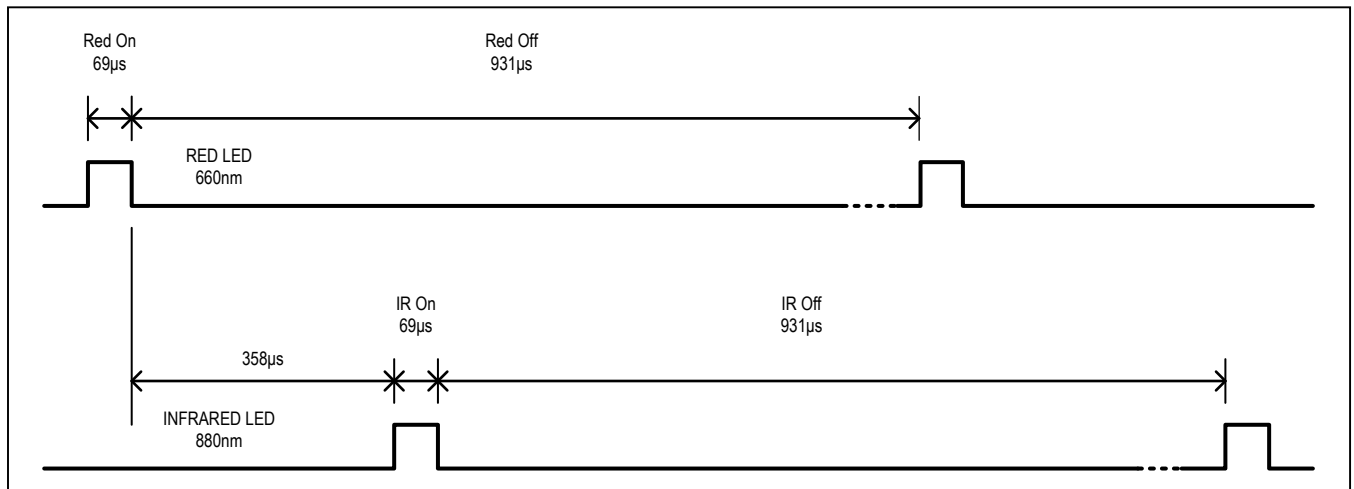 Red On
69µs
Red Off
931µs
RED LED
660nm
IR On
69µs
IR Off
931µs
358µs
INFRARED LED
880nm